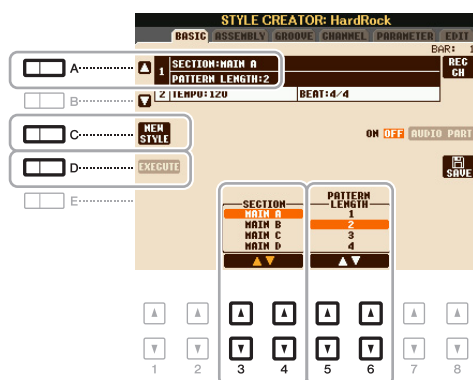 STYLE CREATOR: HardRock
BASIC ASSEMBLY GROOVE CHANNEL PARAMETER EDIT
BAR: 1
A
1 SECTION:MAIN A
PATTERN LENGTH:2
REC CH
B
2 TEMPO:120 BEAT:4/4
C
NEW STYLE
ON OFF AUDIO PART
D
EXECUTE
SAVE
E
SECTION
MAIN A
MAIN B
MAIN C
MAIN D
PATTERN LENGTH
1
2
3
4
1 2 3 4 5 6 7 8